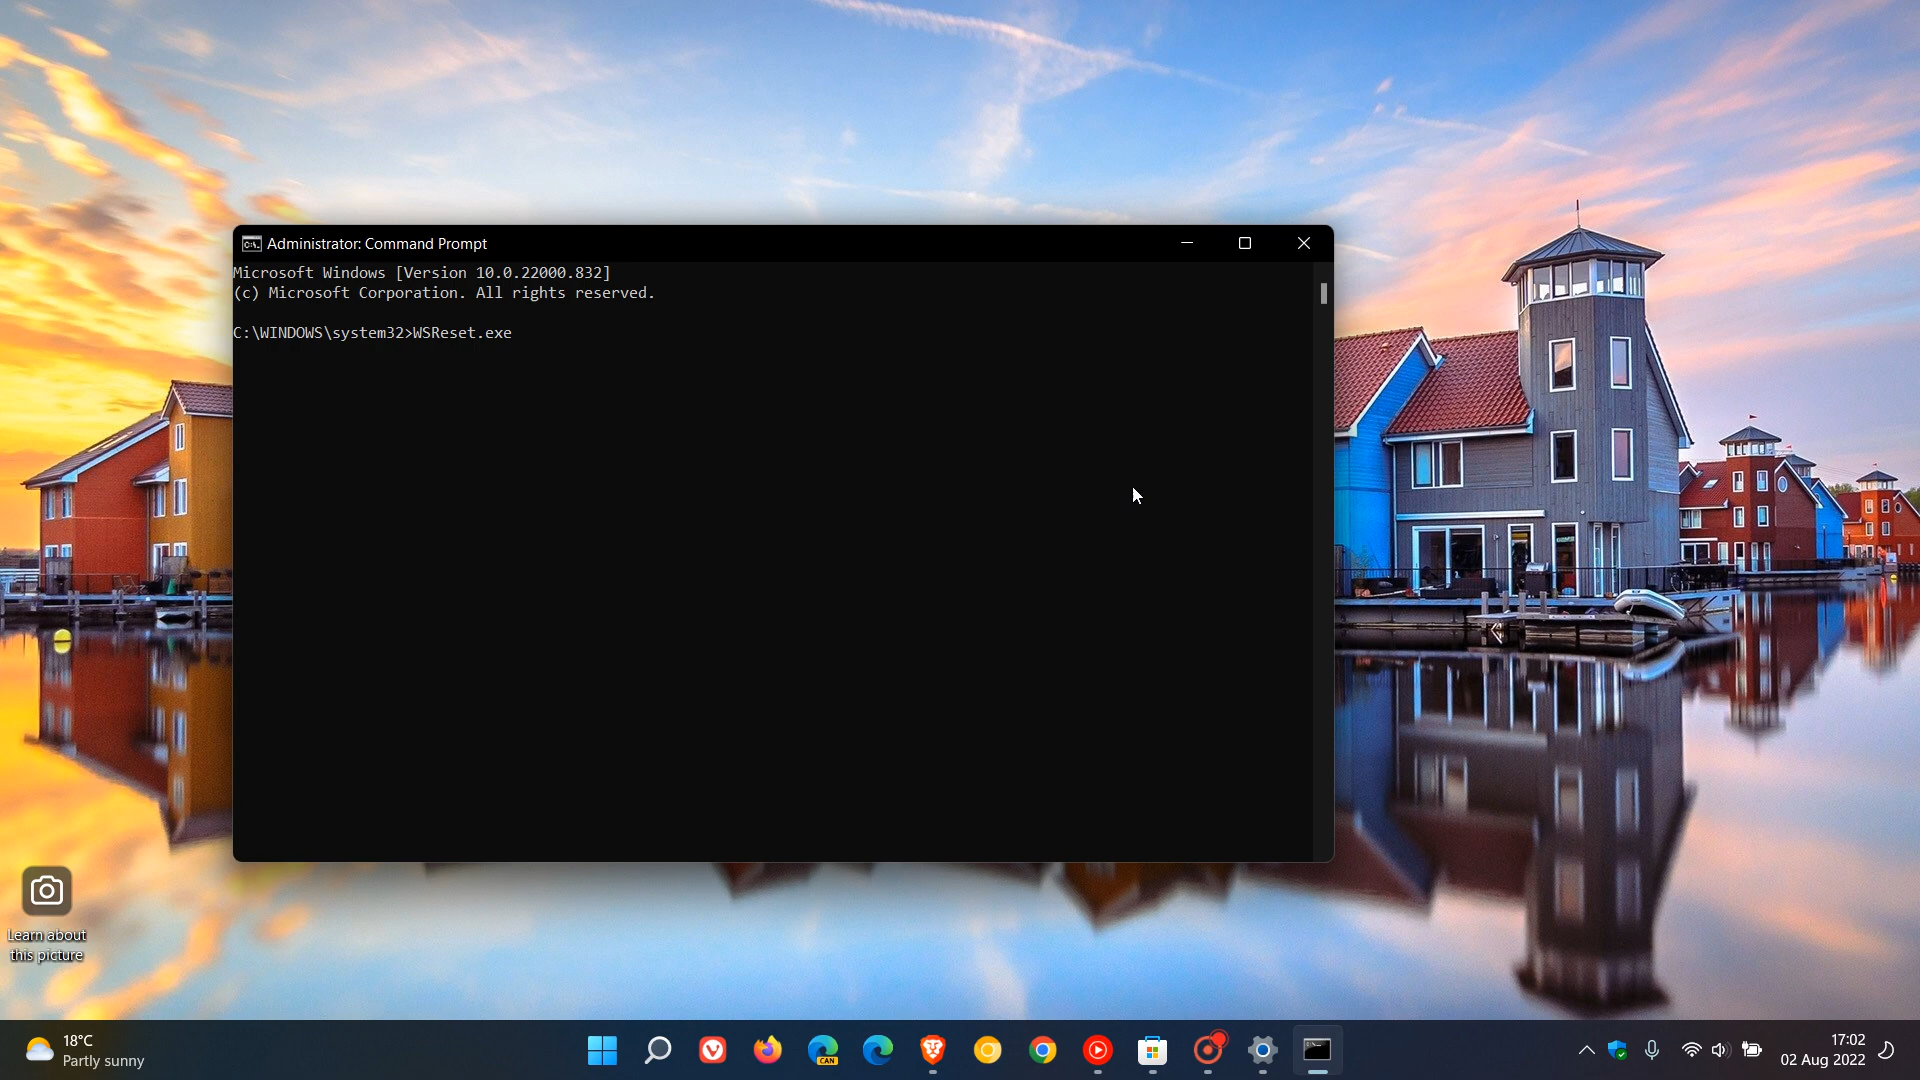 Administrator: Command Prompt
Microsoft Windows [Version 10.0.22000.832]
(c) Microsoft Corporation. All rights reserved.
C:\WINDOWS\system32>WSReset.exe
Learn about
this picture
18°C
Partly sunny
CAN
17:02
02 Aug 2022